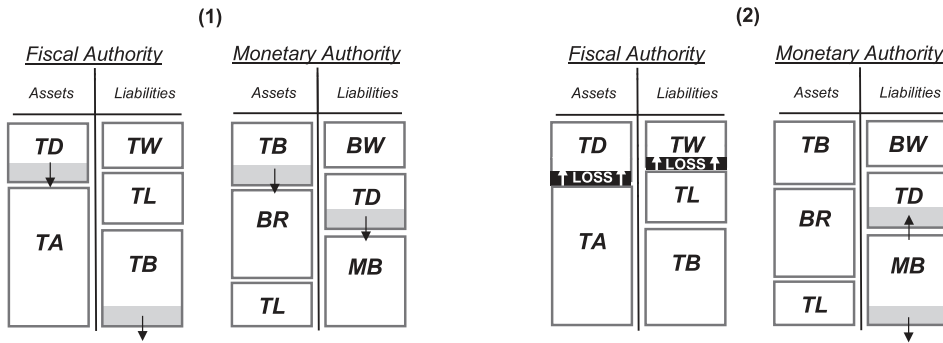 (1)
(2)
Fiscal Authority
Monetary Authority
Fiscal Authority
Monetary Authority
Assets
Liabilities
Assets
Liabilities
Assets
Liabilities
Assets
Liabilities
TD
TW
TB
BW
TD
TW
TB
BW
LOSS
LOSS
TL
TD
TL
TD
TA
BR
TA
BR
TB
MB
TB
MB
TL
TL